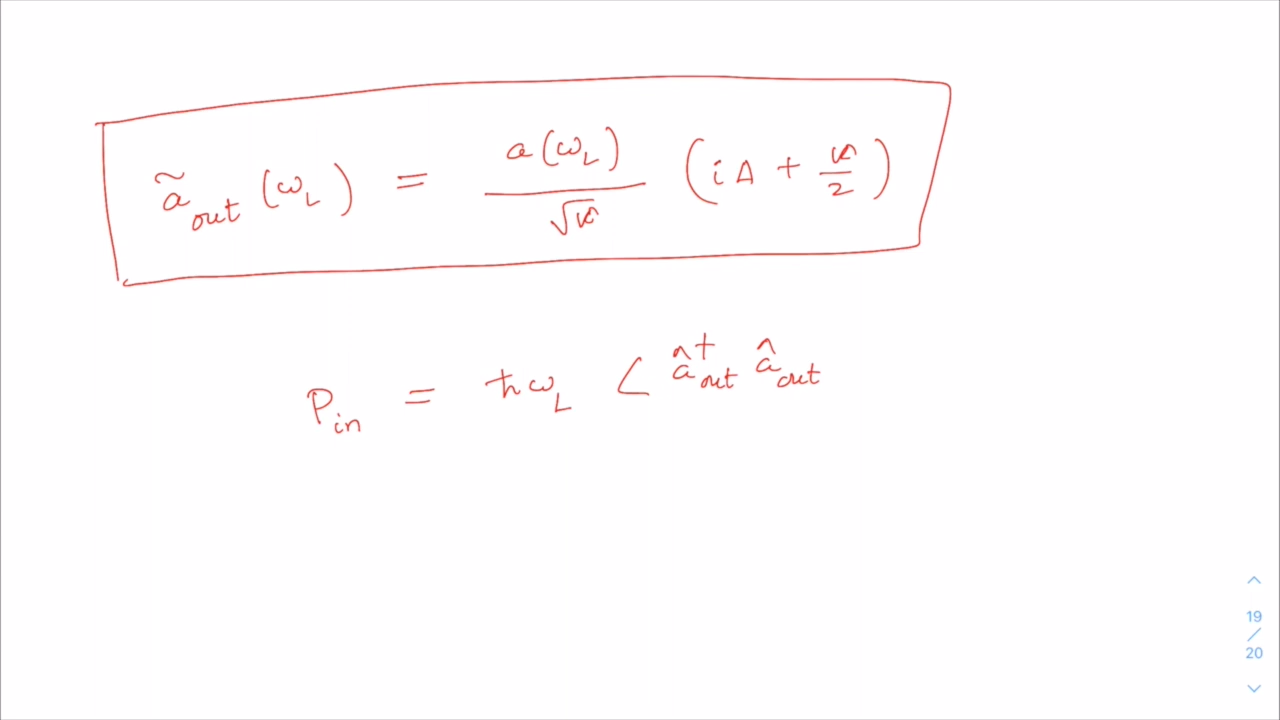 ã_out (ω_L) = a(ω_L) / √κ (iΔ + κ/2)
P_in = ħω_L < â†_out â_out
19
/
20